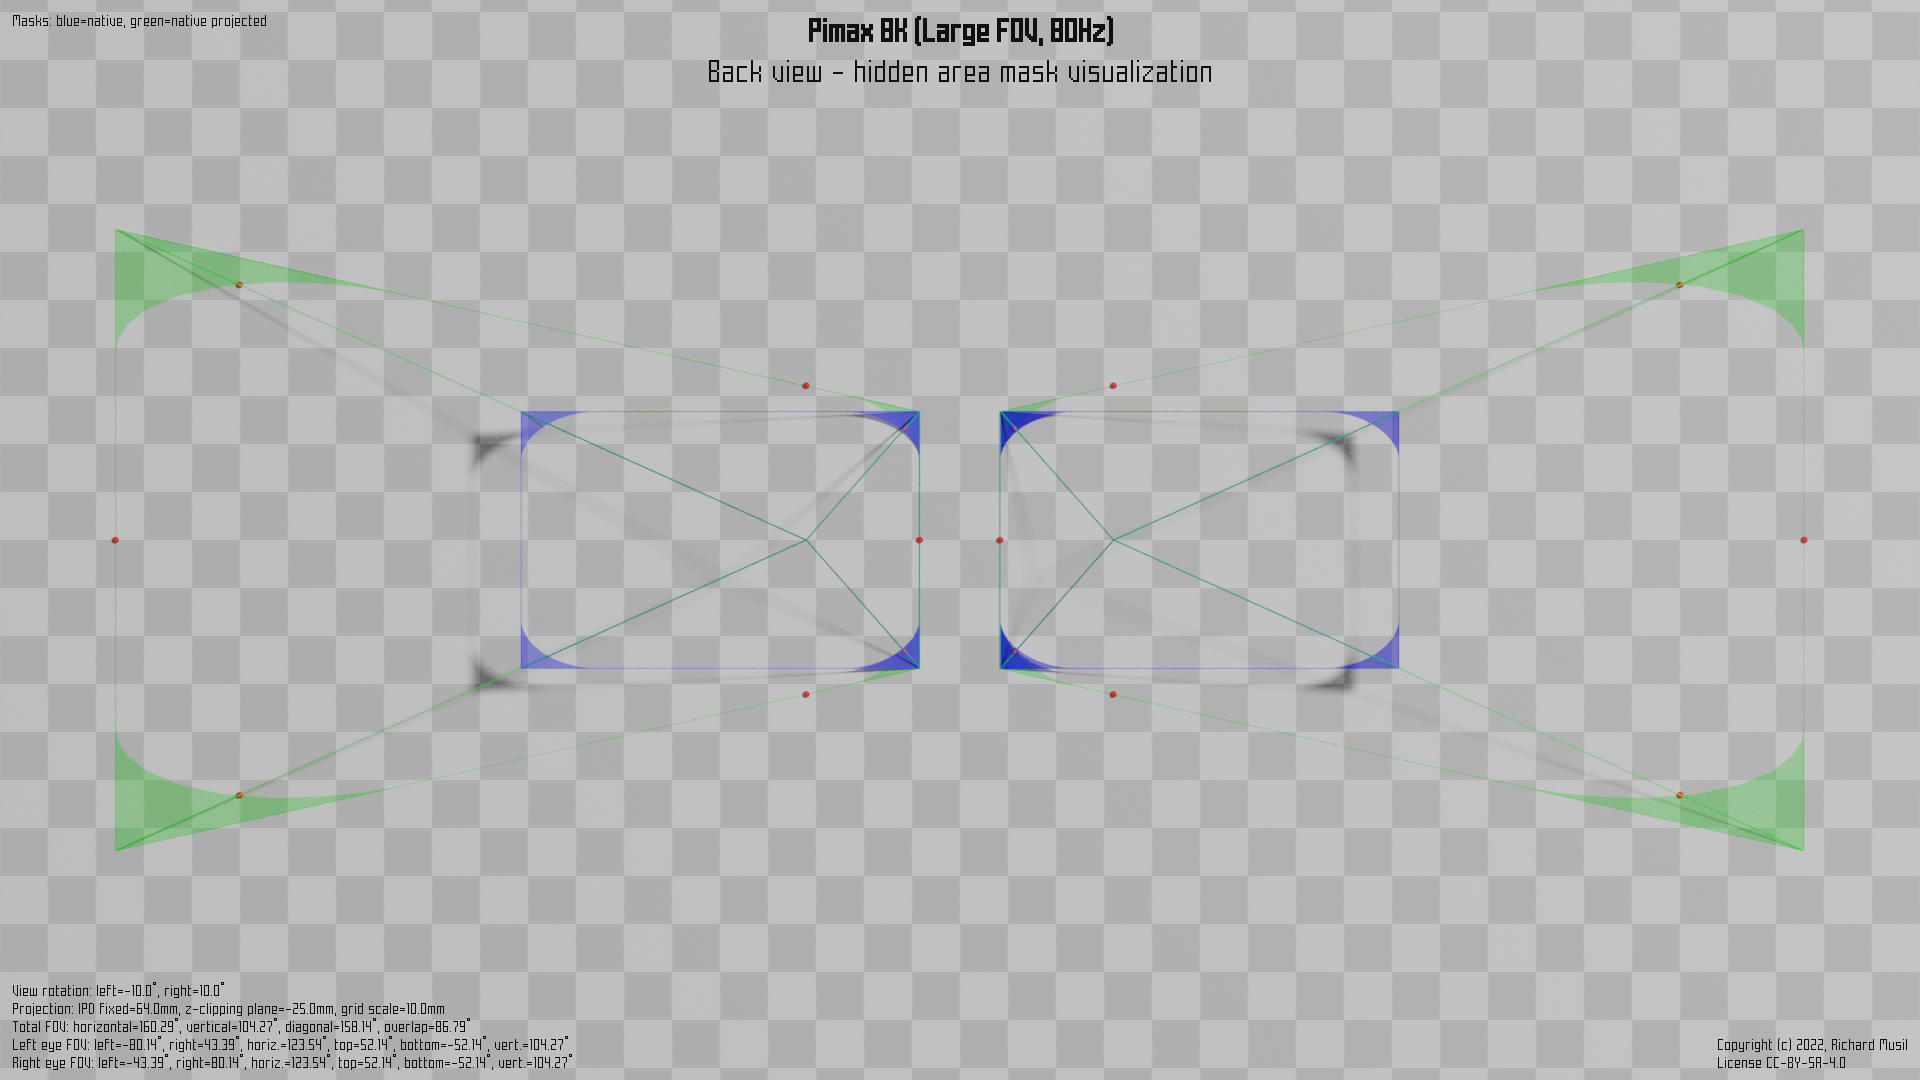 Masks: blue=native, green=native projected
Pimax 8K (Large FOV, 80Hz)
Back view - hidden area mask visualization
View rotation: left=-10.0°, right=10.0°
Projection: IPD fixed=64.0mm, z-clipping plane=-25.0mm, grid scale=10.0mm
Total FOV: horizontal=160.29°, vertical=104.27°, diagonal=158.14°, overlap=86.79°
Left eye FOV: left=-80.14°, right=43.39°, horiz.=123.54°, top=52.14°, bottom=-52.14°, vert.=104.27°
Right eye FOV: left=-43.39°, right=80.14°, horiz.=123.54°, top=52.14°, bottom=-52.14°, vert.=104.27°
Copyright (c) 2022, Richard Musil
License CC-BY-SA-4.0